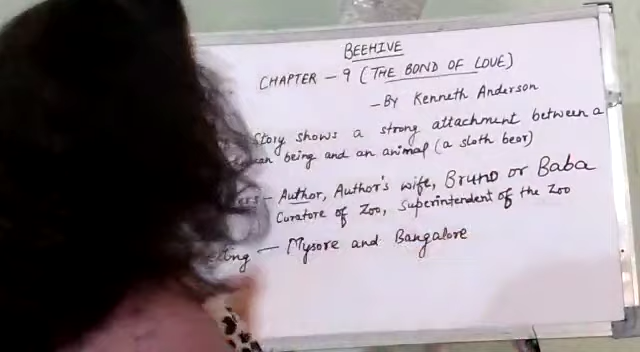 BEEHIVE
CHAPTER - 9 (THE BOND OF LOVE)
- BY Kenneth Anderson
Story shows a strong attachment between a
being and an animal (a sloth bear)
- Author, Author's wife, Bruno or Baba
Curatore of Zoo, Superintendent of the Zoo
- Mysore and Bangalore